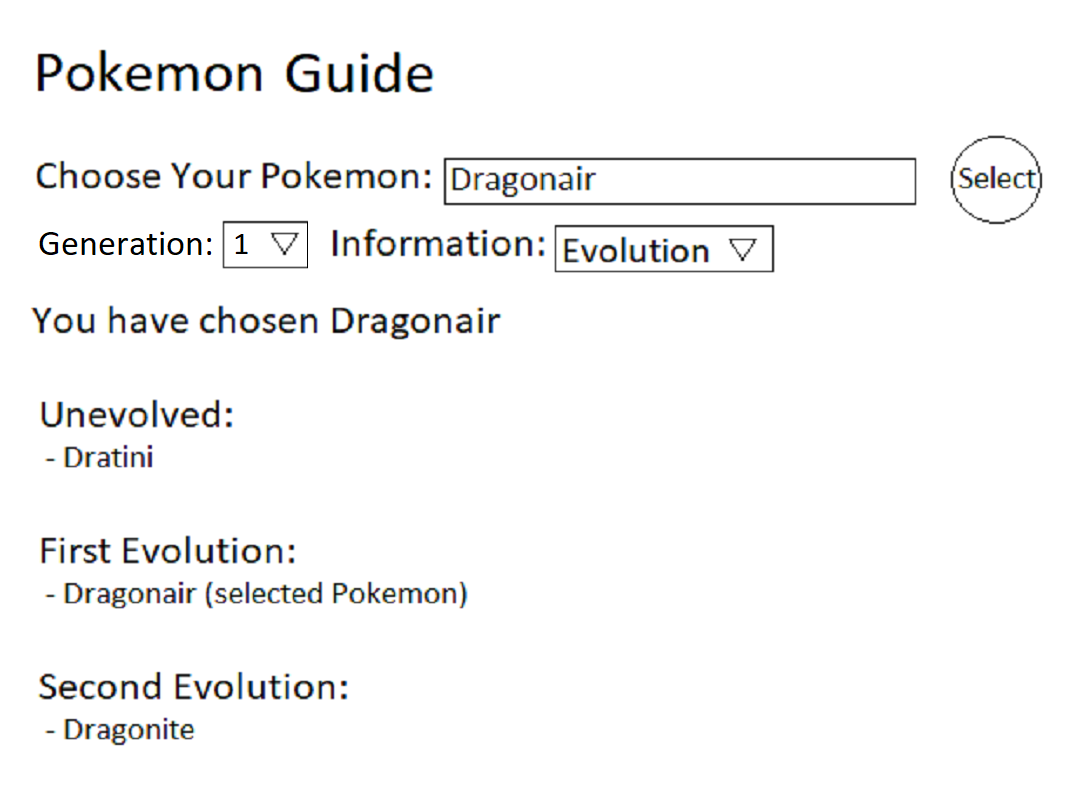 Pokemon Guide
Choose Your Pokemon: Dragonair Select
Generation: 1 Information: Evolution
You have chosen Dragonair
Unevolved:
- Dratini
First Evolution:
- Dragonair (selected Pokemon)
Second Evolution:
- Dragonite